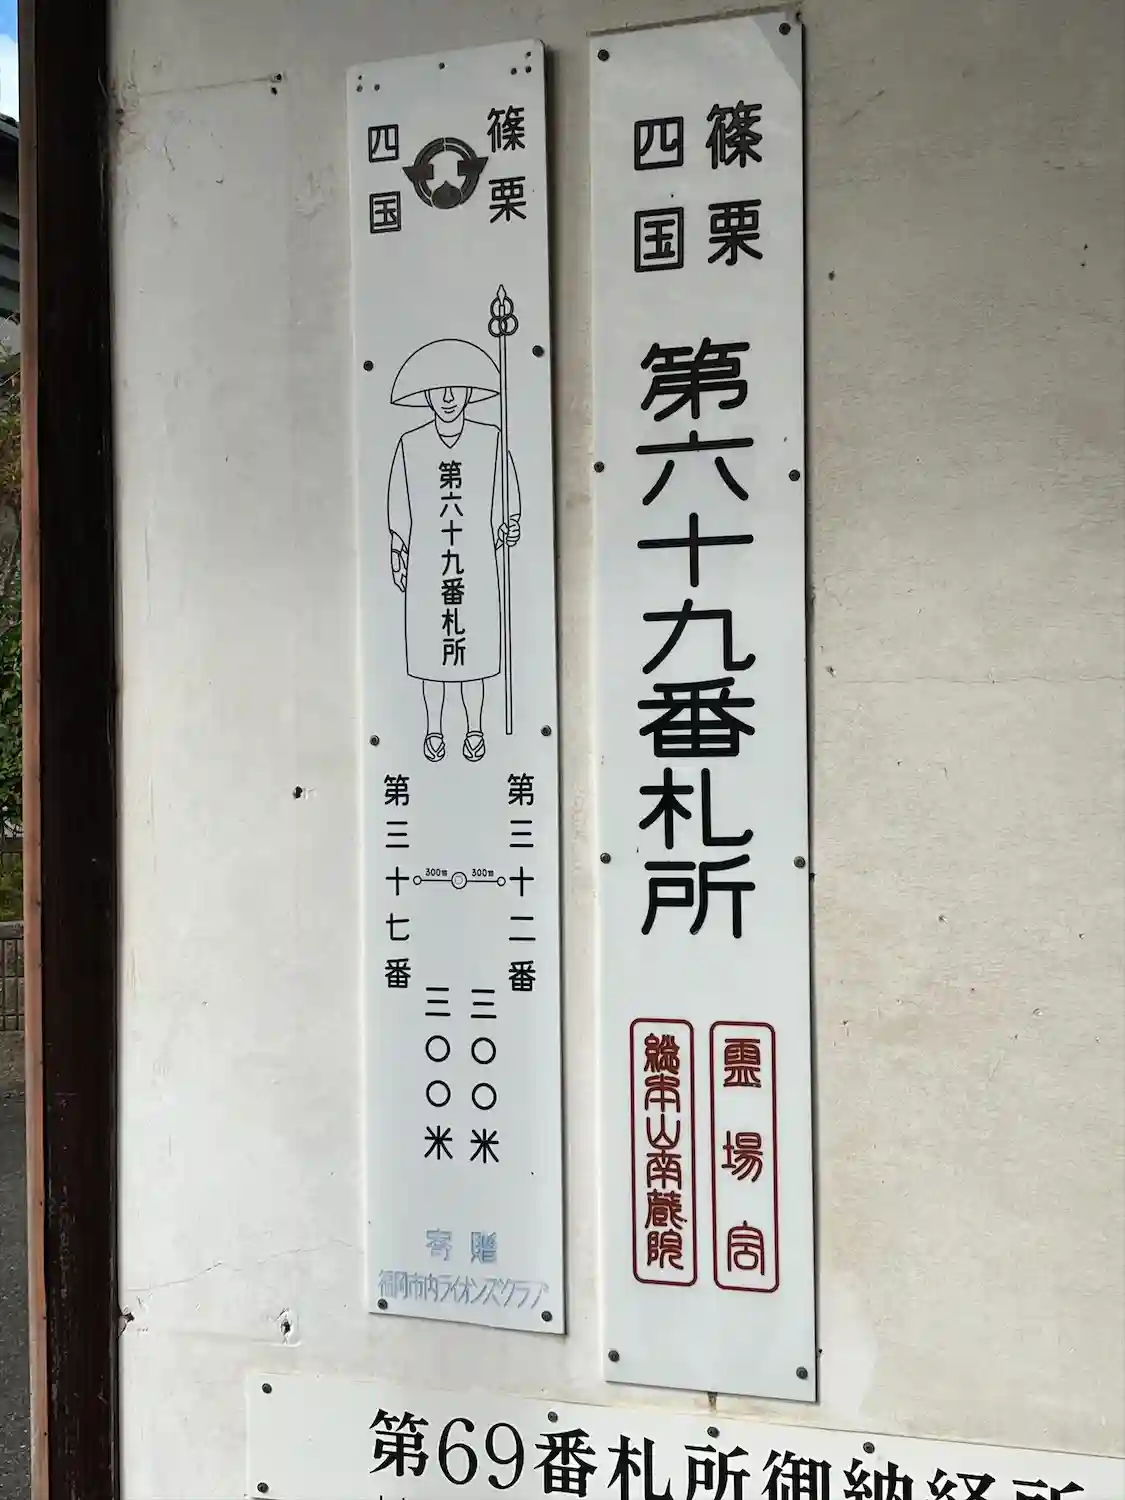 篠栗
四国
第六十九番札所
霊場会
総本山南蔵院
篠栗
四国
第六十九番札所
第三十二番
第三十七番
300m 300m
三〇〇米
三〇〇米
寄贈
福岡市内ライオンズクラブ
第69番札所御納経所